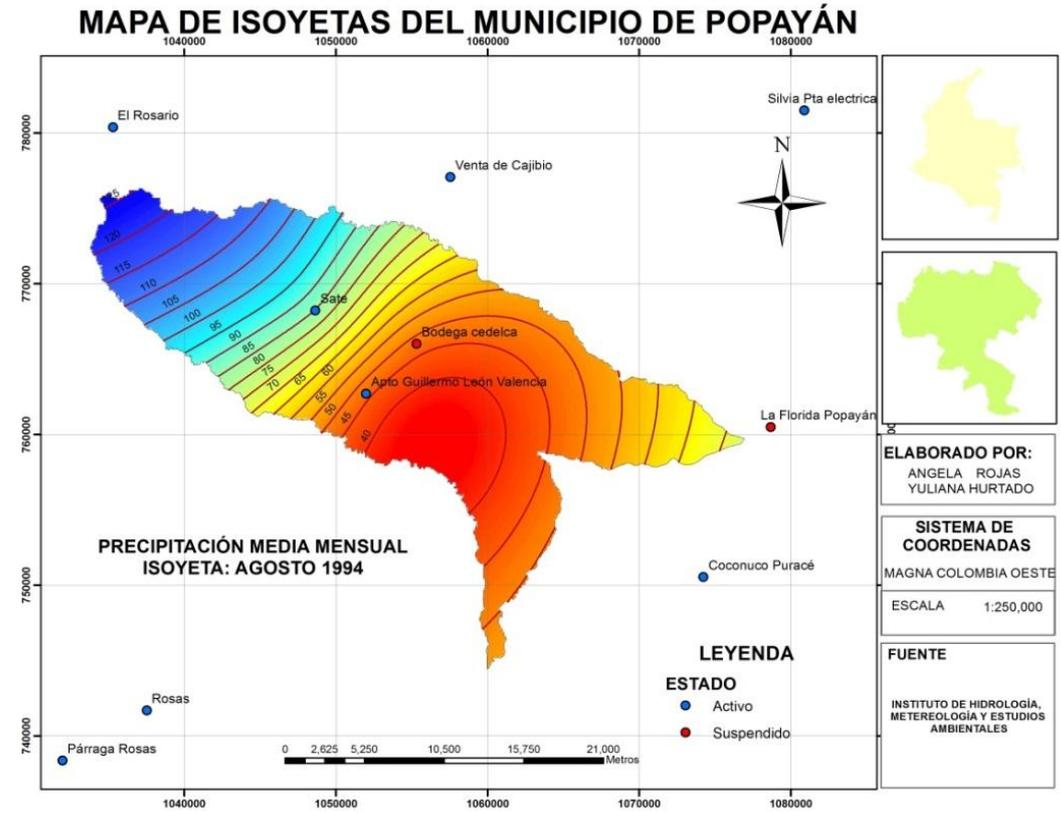 MAPA DE ISOYETAS DEL MUNICIPIO DE POPAYÁN
1040000 1050000 1060000 1070000 1080000
780000
770000
760000
750000
740000
El Rosario
Silvia Pta electrica
Venta de Cajibio
N
Sate
Bodega cedelca
Apto Guillermo León Valencia
La Florida Popayán
Coconuco Puracé
Rosas
Párraga Rosas
120
115
110
105
100
95
90
85
80
75
70
65
60
55
50
45
40
PRECIPITACIÓN MEDIA MENSUAL
ISOYETA: AGOSTO 1994
LEYENDA
ESTADO
Activo
Suspendido
0 2,625 5,250 10,500 15,750 21,000
Metros
1040000 1050000 1060000 1070000 1080000
ELABORADO POR:
ANGELA ROJAS
YULIANA HURTADO
SISTEMA DE
COORDENADAS
MAGNA COLOMBIA OESTE
ESCALA 1:250,000
FUENTE
INSTITUTO DE HIDROLOGÍA,
METEREOLOGÍA Y ESTUDIOS
AMBIENTALES